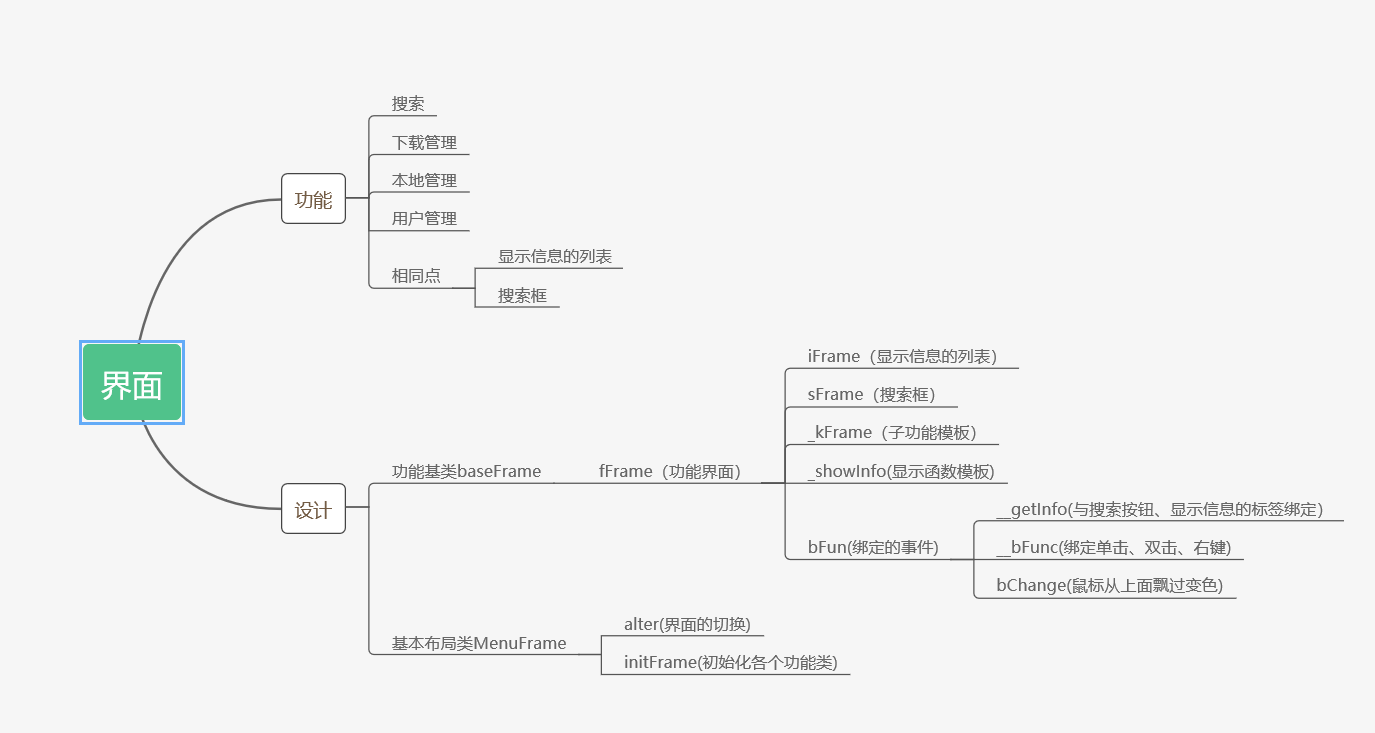 搜索
下载管理
本地管理
功能
用户管理
显示信息的列表
相同点
搜索框
界面
iFrame（显示信息的列表）
sFrame（搜索框）
_kFrame（子功能模板）
功能基类baseFrame
fFrame（功能界面）
_showInfo(显示函数模板)
设计
__getInfo(与搜索按钮、显示信息的标签绑定）
bFun(绑定的事件)
__bFunc(绑定单击、双击、右键)
bChange(鼠标从上面飘过变色)
alter(界面的切换)
基本布局类MenuFrame
initFrame(初始化各个功能类)